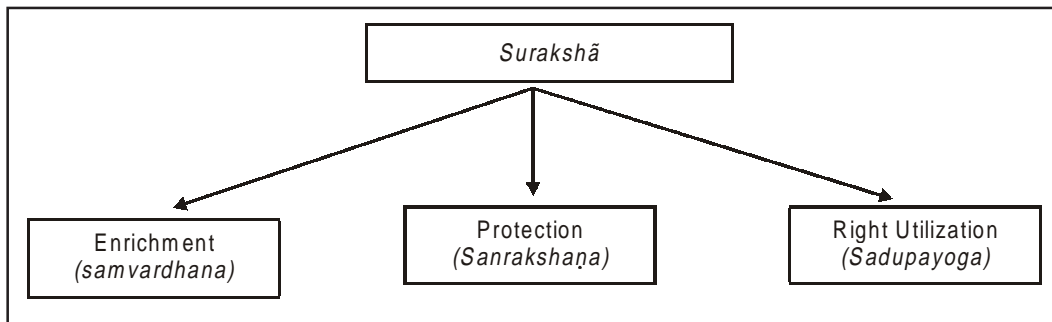 Surakshã
Enrichment
(samvardhana)
Protection
(Sanrakshaṇa)
Right Utilization
(Sadupayoga)